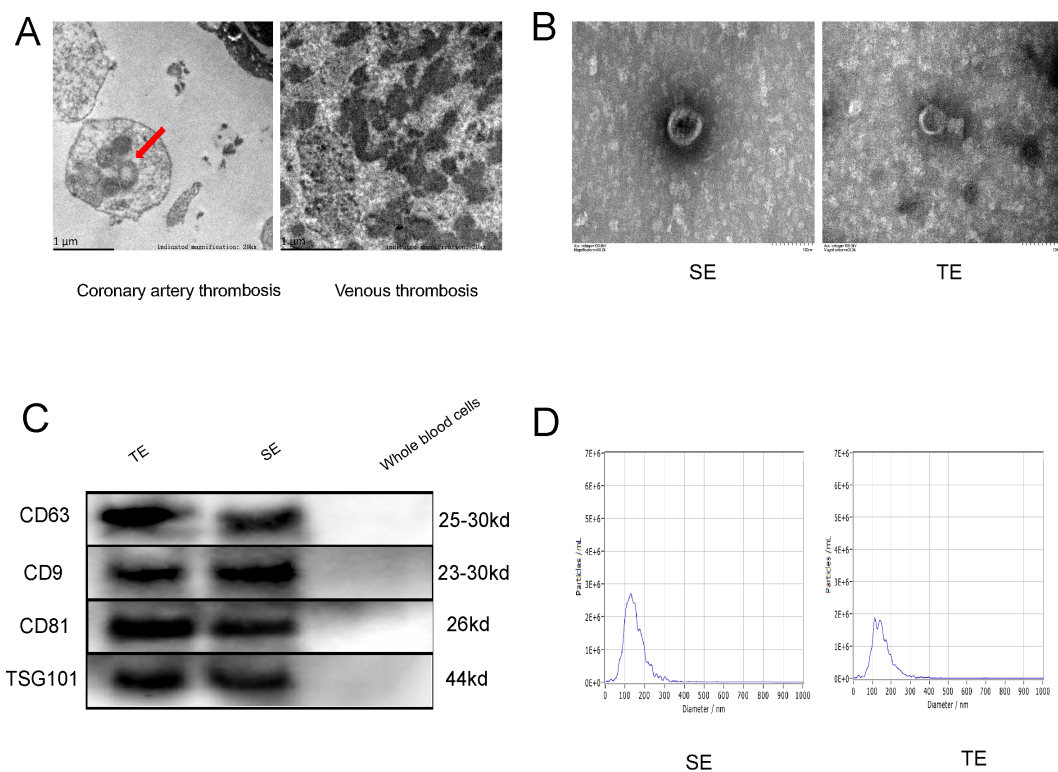 A
1 μm
indicated magnification: 20kx
1 μm
indicated magnification: 20kx
Coronary artery thrombosis
Venous thrombosis
B
SE
TE
C
TE
SE
Whole blood cells
CD63
25-30kd
CD9
23-30kd
CD81
26kd
TSG101
44kd
D
7E+6
6E+6
5E+6
4E+6
3E+6
2E+6
1E+6
0E+0
Particles /mL
0 100 200 300 400 500 600 700 800 900 1000
Diameter / nm
SE
7E+6
6E+6
5E+6
4E+6
3E+6
2E+6
1E+6
0E+0
Particles /mL
0 100 200 300 400 500 600 700 800 900 1000
Diameter / nm
TE